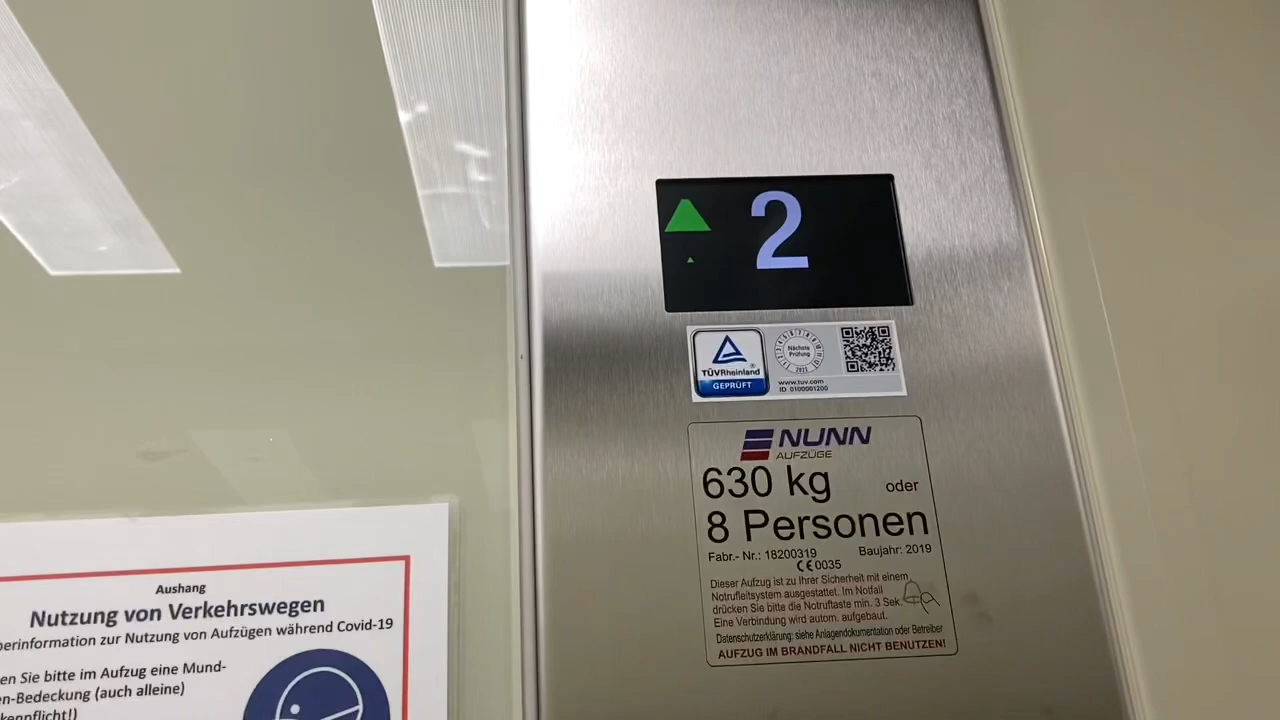 2
TÜVRheinland®
GEPRÜFT
Nächste
Prüfung
www.tuv.com
ID 0100001200
NUNN
AUFZÜGE
630 kg oder
8 Personen
Fabr.- Nr.: 18200319 Baujahr: 2019
CE0035
Dieser Aufzug ist zu Ihrer Sicherheit mit einem
Notrufleitsystem ausgestattet. Im Notfall
drücken Sie bitte die Notruftaste min. 3 Sek.
Eine Verbindung wird autom. aufgebaut.
Datenschutzerklärung: siehe Anlagendokumentation oder Betreiber
AUFZUG IM BRANDFALL NICHT BENUTZEN!
Aushang
Nutzung von Verkehrswegen
erinformation zur Nutzung von Aufzügen während Covid-19
en Sie bitte im Aufzug eine Mund-
n-Bedeckung (auch alleine)